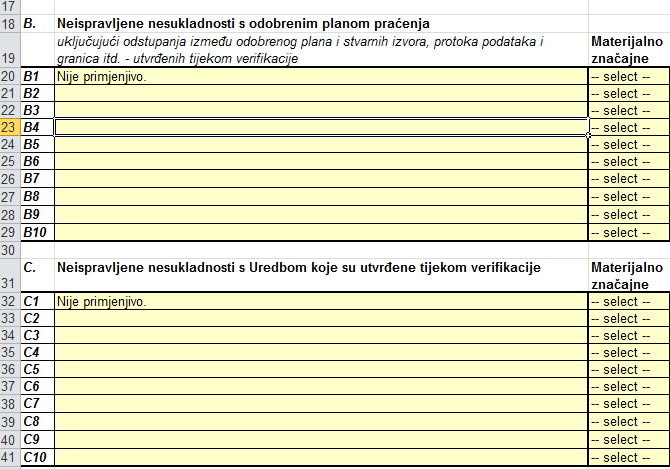 17
18 B. Neispravljene nesukladnosti s odobrenim planom praćenja
19 uključujući odstupanja između odobrenog plana i stvarnih izvora, protoka podataka i Materijalno
granica itd. - utvrđenih tijekom verifikacije značajne
20 B1 Nije primjenjivo. -- select --
21 B2 -- select --
22 B3 -- select --
23 B4 -- select --
24 B5 -- select --
25 B6 -- select --
26 B7 -- select --
27 B8 -- select --
28 B9 -- select --
29 B10 -- select --
30
31 C. Neispravljene nesukladnosti s Uredbom koje su utvrđene tijekom verifikacije Materijalno
značajne
32 C1 Nije primjenjivo. -- select --
33 C2 -- select --
34 C3 -- select --
35 C4 -- select --
36 C5 -- select --
37 C6 -- select --
38 C7 -- select --
39 C8 -- select --
40 C9 -- select --
41 C10 -- select --